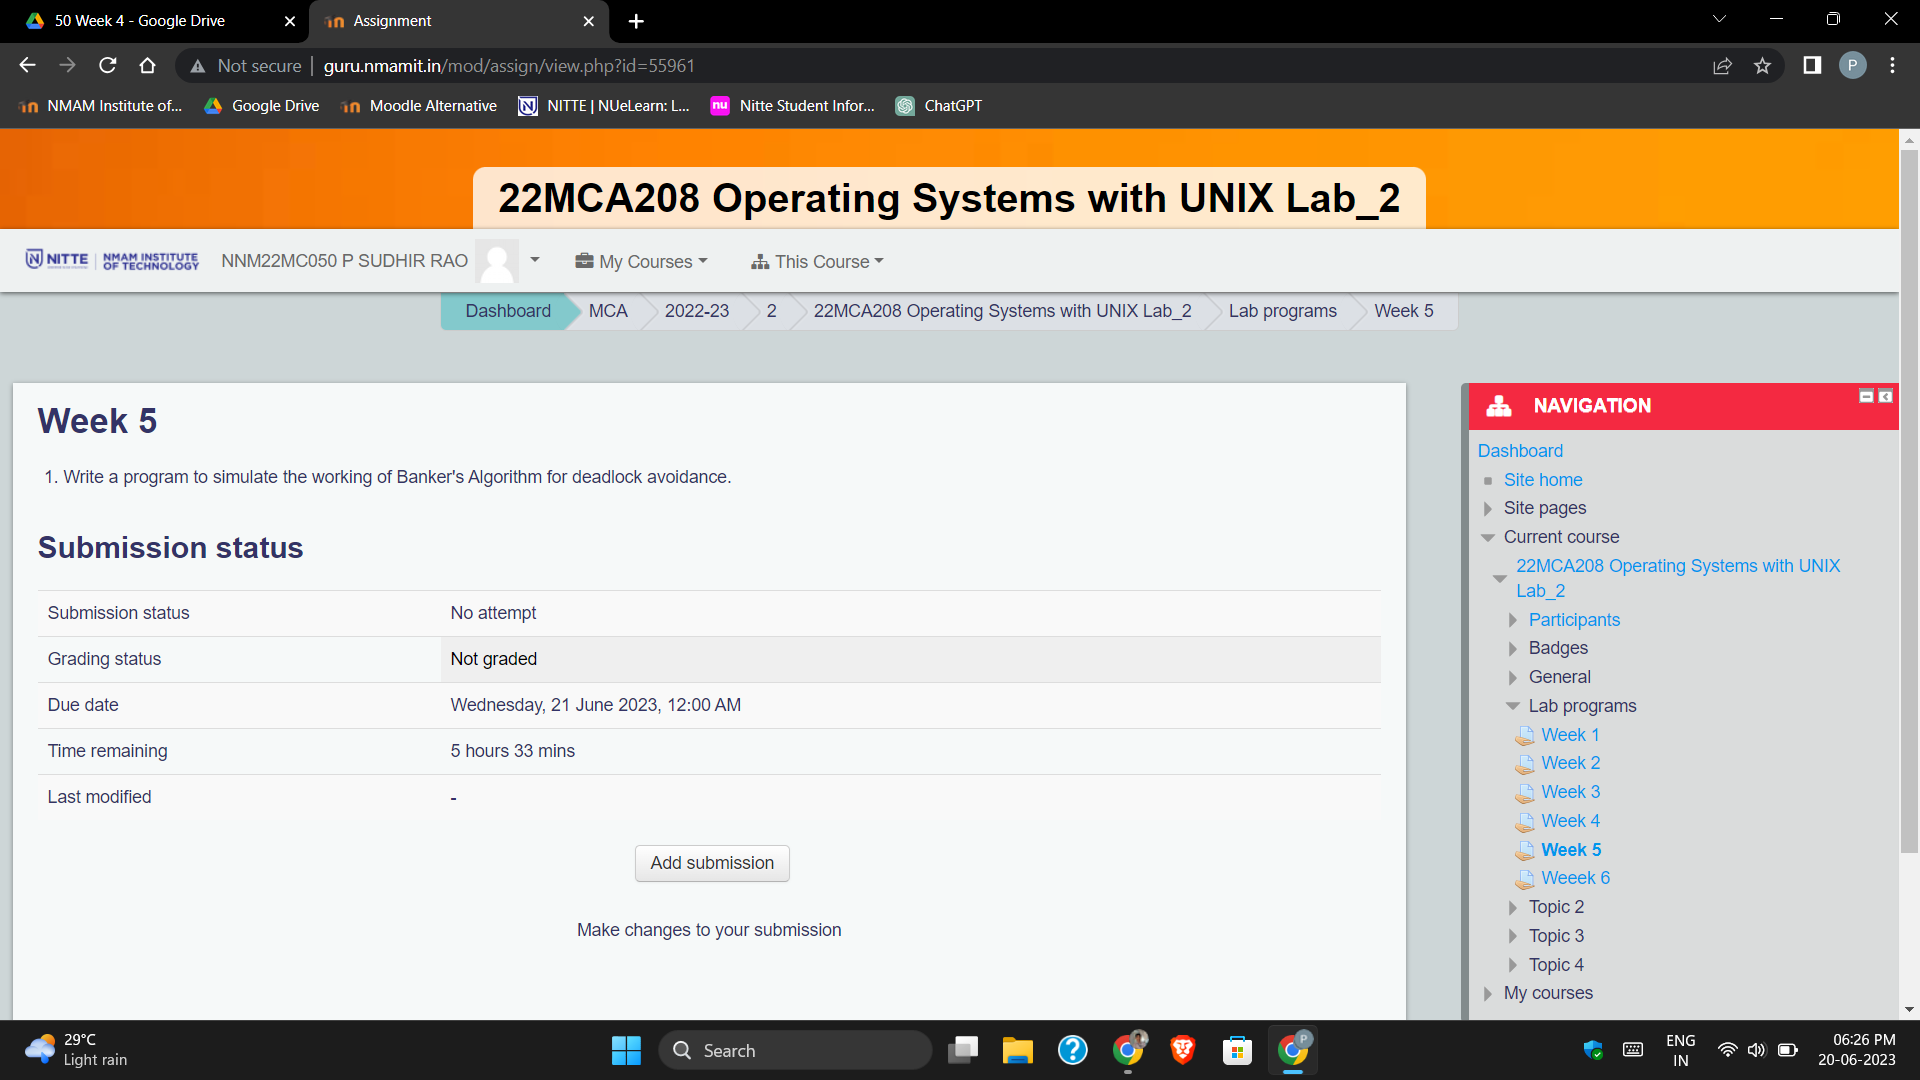 50 Week 4 - Google Drive
Assignment
Not secure
guru.nmamit.in/mod/assign/view.php?id=55961
P
NMAM Institute of...
Google Drive
Moodle Alternative
NITTE | NUeLearn: L...
nu
Nitte Student Infor...
ChatGPT
22MCA208 Operating Systems with UNIX Lab_2
NITTE
NMAM INSTITUTE
OF TECHNOLOGY
NNM22MC050 P SUDHIR RAO
My Courses
This Course
Dashboard
MCA
2022-23
2
22MCA208 Operating Systems with UNIX Lab_2
Lab programs
Week 5
Week 5
1. Write a program to simulate the working of Banker's Algorithm for deadlock avoidance.
Submission status
Submission status No attempt
Grading status Not graded
Due date Wednesday, 21 June 2023, 12:00 AM
Time remaining 5 hours 33 mins
Last modified -
Add submission
Make changes to your submission
NAVIGATION
Dashboard
Site home
Site pages
Current course
22MCA208 Operating Systems with UNIX
Lab_2
Participants
Badges
General
Lab programs
Week 1
Week 2
Week 3
Week 4
Week 5
Weeek 6
Topic 2
Topic 3
Topic 4
My courses
29°C
Light rain
Search
P
ENG
IN
06:26 PM
20-06-2023